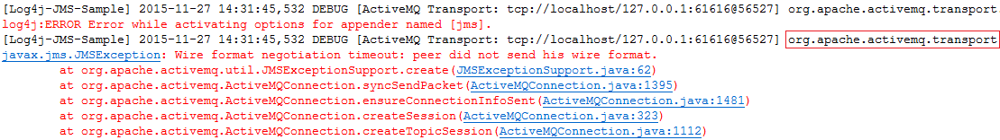 [Log4j-JMS-Sample] 2015-11-27 14:31:45,532 DEBUG [ActiveMQ Transport: tcp://localhost/127.0.0.1:61616@56527] org.apache.activemq.transport
log4j:ERROR Error while activating options for appender named [jms].
[Log4j-JMS-Sample] 2015-11-27 14:31:45,532 DEBUG [ActiveMQ Transport: tcp://localhost/127.0.0.1:61616@56527] org.apache.activemq.transport
javax.jms.JMSException: Wire format negotiation timeout: peer did not send his wire format.
at org.apache.activemq.util.JMSExceptionSupport.create(JMSExceptionSupport.java:62)
at org.apache.activemq.ActiveMQConnection.syncSendPacket(ActiveMQConnection.java:1395)
at org.apache.activemq.ActiveMQConnection.ensureConnectionInfoSent(ActiveMQConnection.java:1481)
at org.apache.activemq.ActiveMQConnection.createSession(ActiveMQConnection.java:323)
at org.apache.activemq.ActiveMQConnection.createTopicSession(ActiveMQConnection.java:1112)